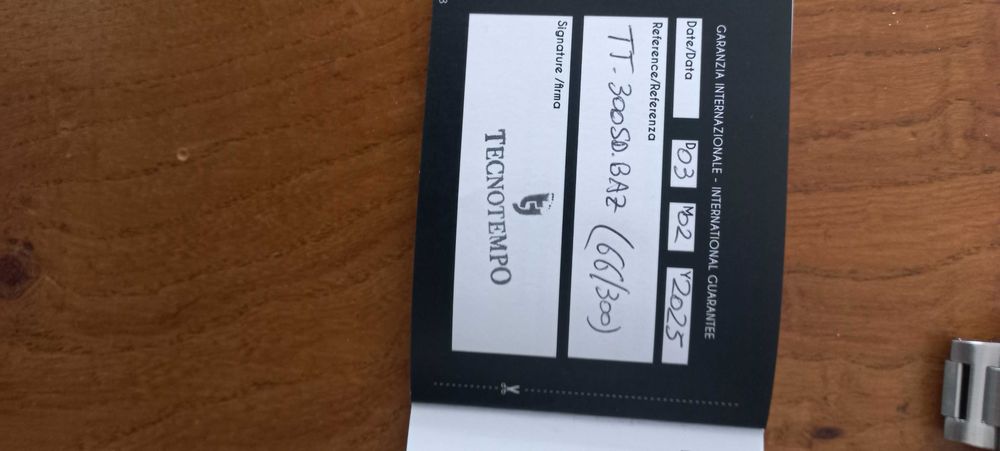 GARANZIA INTERNAZIONALE - INTERNATIONAL GUARANTEE
Date/Data D03 M02 Y2025
Reference/Referenza
TT-300SD.BAZ (66/300)
Signature/firma
TECNOTEMPO